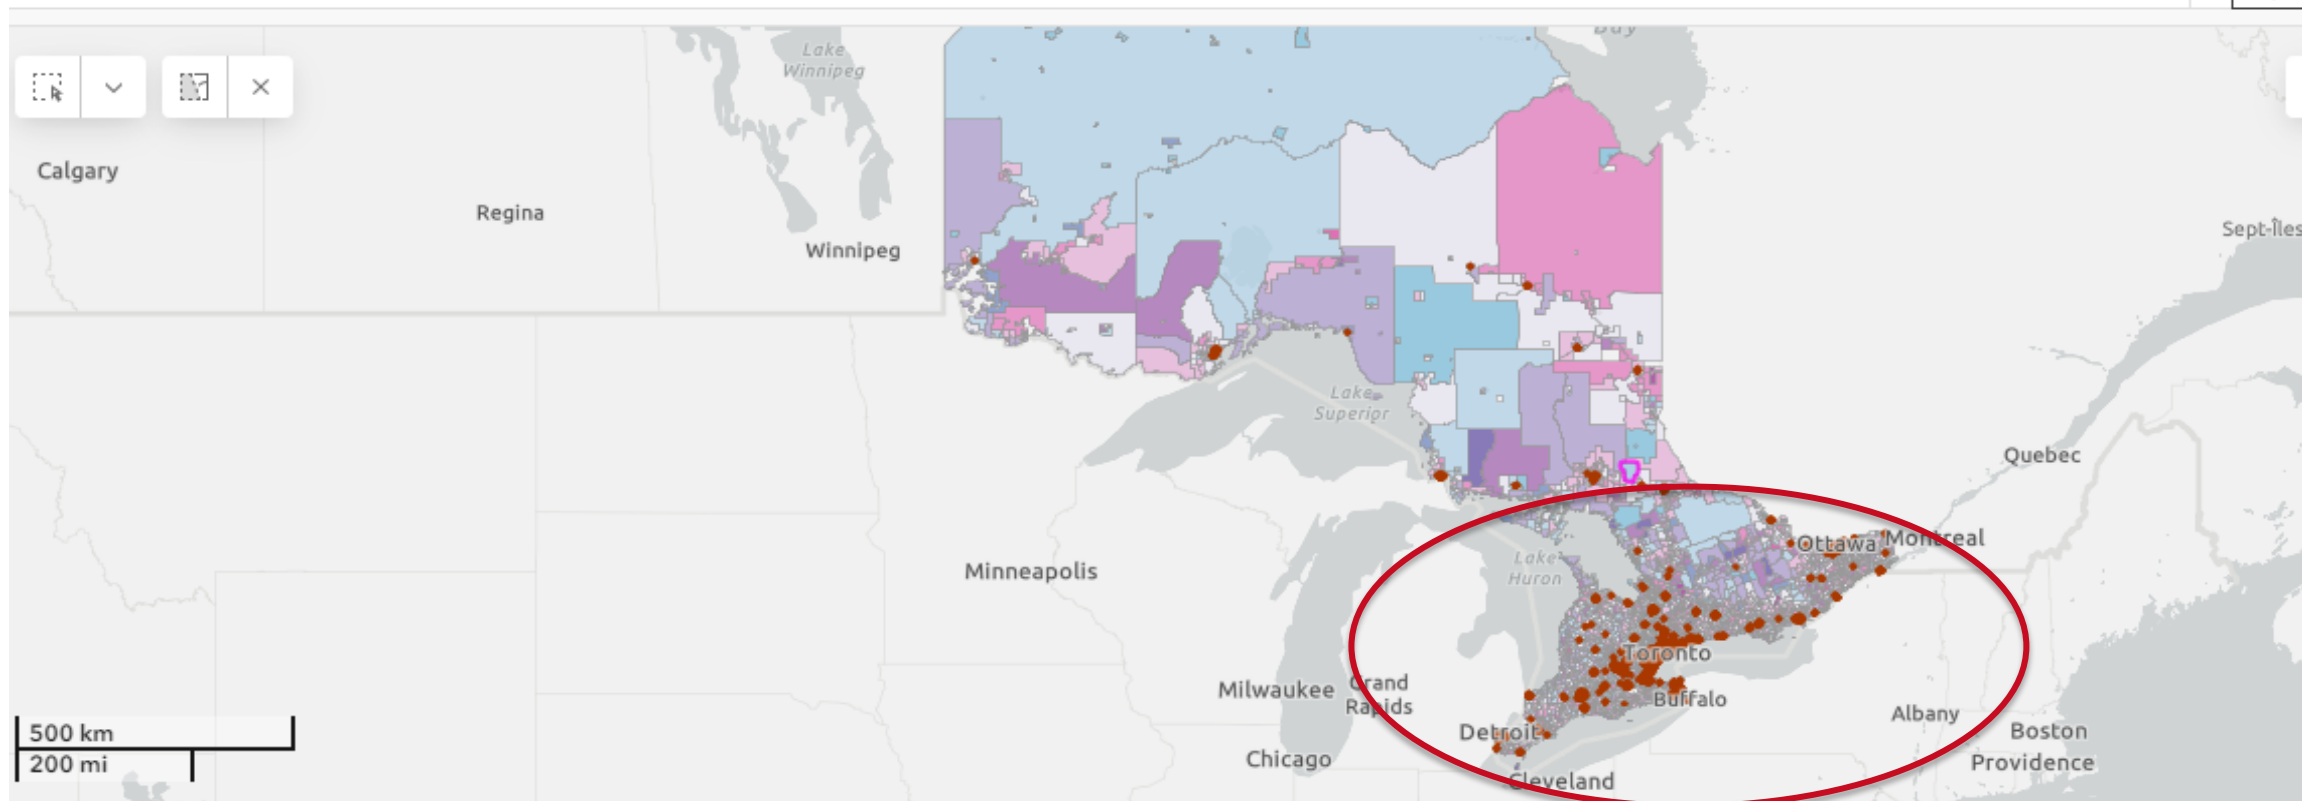 Bay
Lake
Winnipeg
Calgary
Regina
Winnipeg
Sept-Îles
Lake
Superior
Quebec
Ottawa
Montreal
Lake
Huron
Minneapolis
Toronto
Milwaukee
Grand
Rapids
Buffalo
Albany
Detroit
Boston
Chicago
Providence
Cleveland
500 km
200 mi